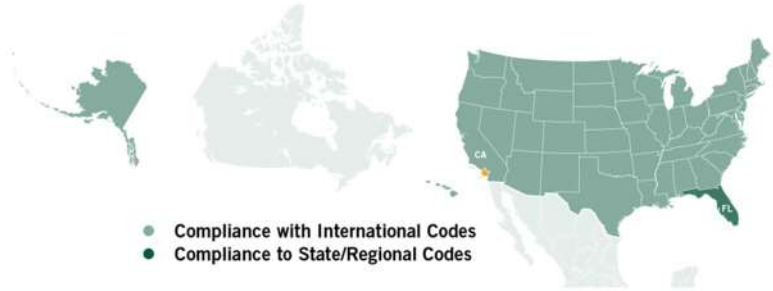 CA
FL
Compliance with International Codes
Compliance to State/Regional Codes